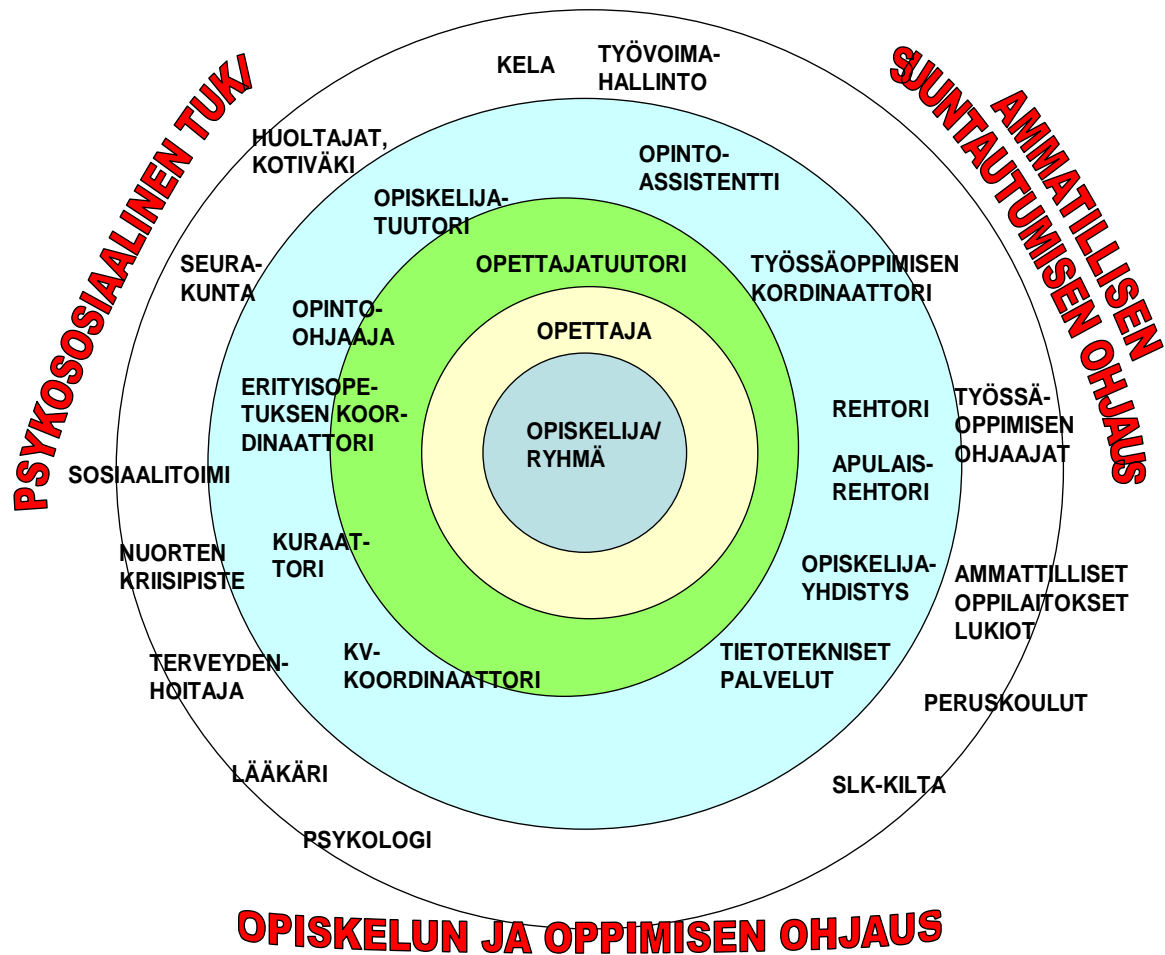 KELA
TYÖVOIMA-
HALLINTO
PSYKOSOSIAALINEN TUKI
AMMATILLISEN
SUUNTAUTUMISEN OHJAUS
HUOLTAJAT,
KOTIVÄKI
OPINTO-
ASSISTENTTI
OPISKELIJA-
TUUTORI
SEURA-
KUNTA
OPETTAJATUUTORI
TYÖSSÄOPPIMISEN
KORDINAATTORI
OPINTO-
OHJAAJA
OPETTAJA
ERITYISOPE-
TUKSEN KOOR-
DINAATTORI
OPISKELIJA/
RYHMÄ
REHTORI
TYÖSSÄ-
OPPIMISEN
OHJAAJAT
SOSIAALITOIMI
APULAIS-
REHTORI
NUORTEN
KRIISIPISTE
KURAAT-
TORI
OPISKELIJA-
YHDISTYS
AMMATTILLISET
OPPILAITOKSET
LUKIOT
TERVEYDEN-
HOITAJA
KV-
KOORDINAATTORI
TIETOTEKNISET
PALVELUT
PERUSKOULUT
LÄÄKÄRI
SLK-KILTA
PSYKOLOGI
OPISKELUN JA OPPIMISEN OHJAUS